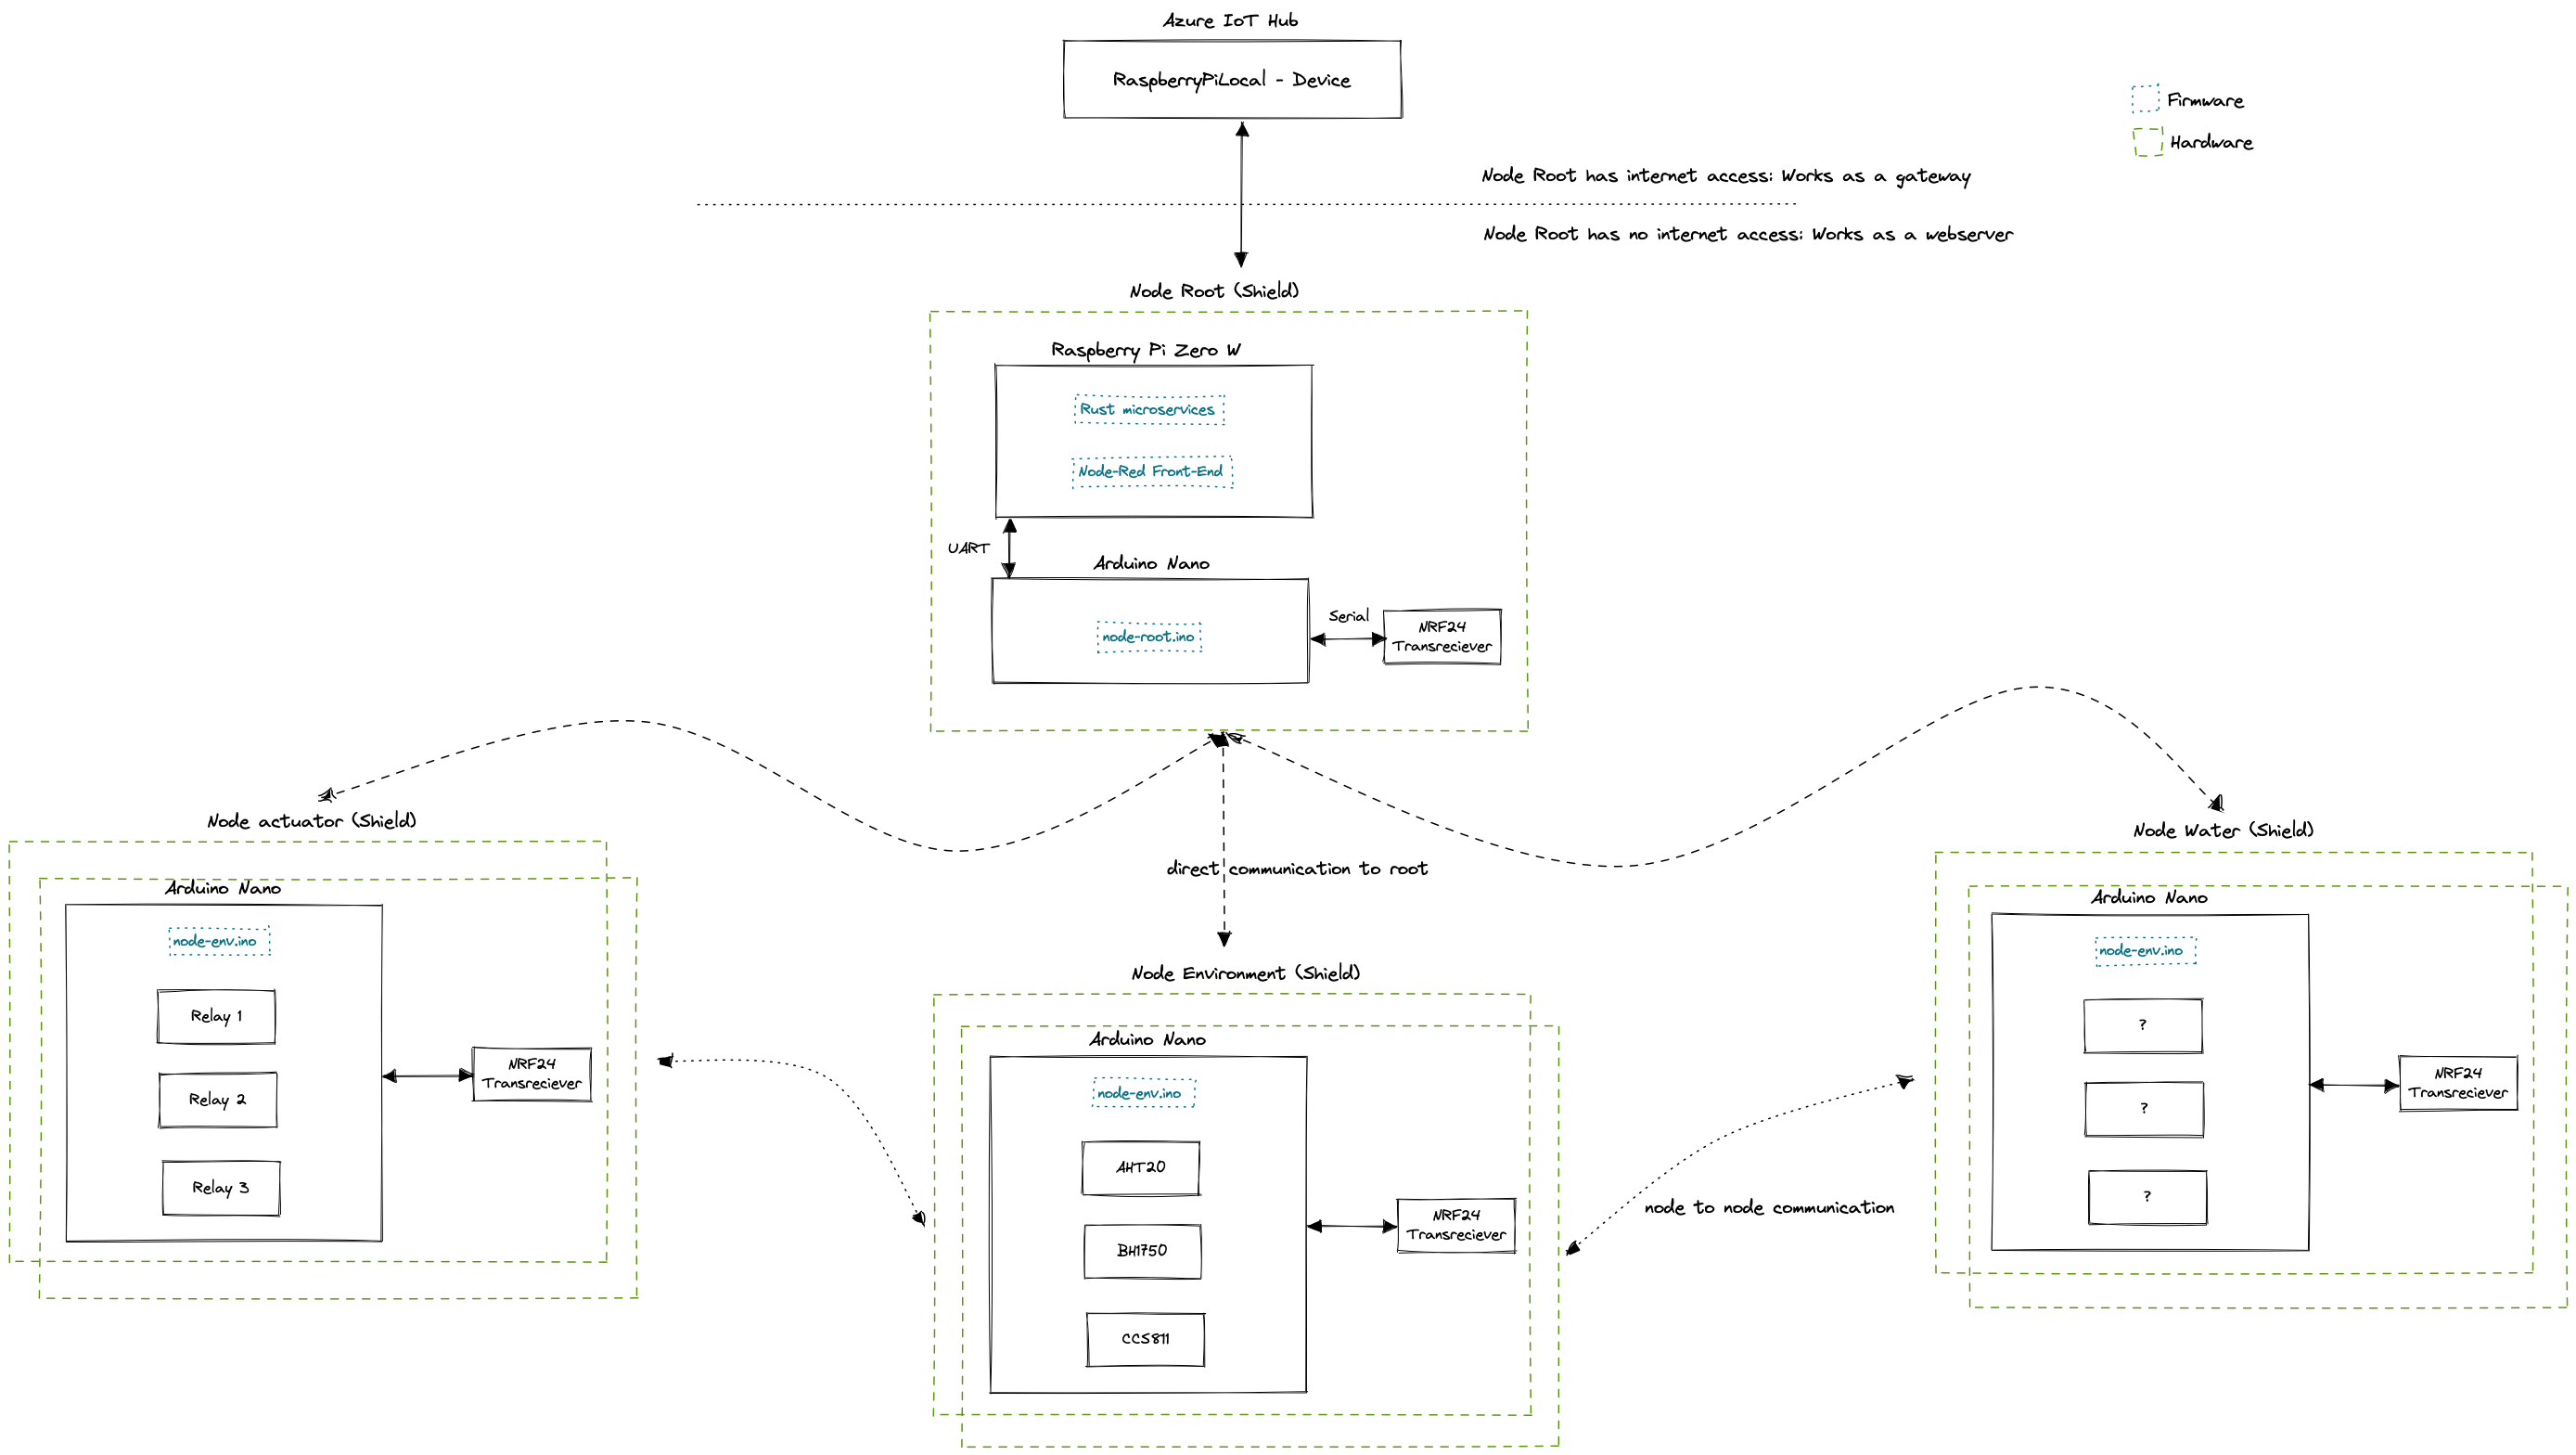 Azure IoT Hub
RaspberryPiLocal - Device
Firmware
Hardware
Node Root has internet access: Works as a gateway
Node Root has no internet access: Works as a webserver
Node Root (Shield)
Raspberry Pi Zero W
Rust microservices
Node-Red Front-End
UART
Arduino Nano
node-root.ino
Serial
NRF24
Transreciever
direct communication to root
Node actuator (Shield)
Arduino Nano
node-env.ino
Relay 1
Relay 2
Relay 3
NRF24
Transreciever
Node Environment (Shield)
Arduino Nano
node-env.ino
AHT20
BH1750
CCS811
NRF24
Transreciever
node to node communication
Node Water (Shield)
Arduino Nano
node-env.ino
?
?
?
NRF24
Transreciever